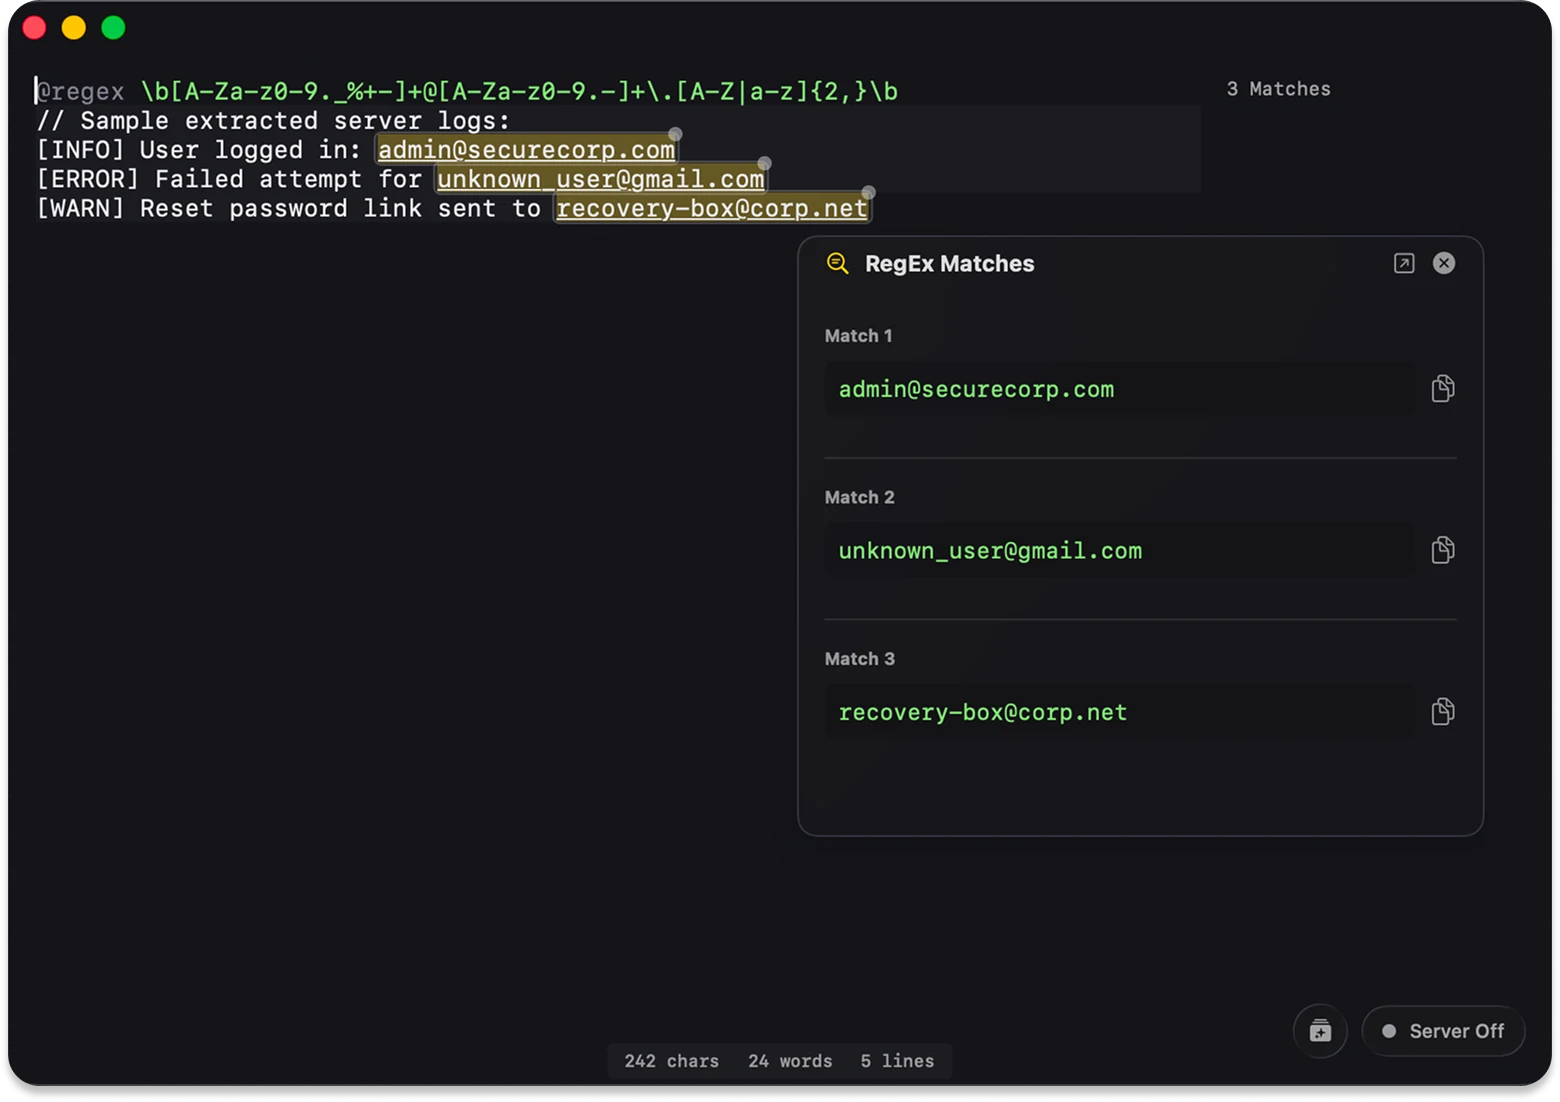 @regex \b[A-Za-z0-9._%+-]+@[A-Za-z0-9.-]+\.[A-Z|a-z]{2,}\b
3 Matches
// Sample extracted server logs:
[INFO] User logged in: admin@securecorp.com
[ERROR] Failed attempt for unknown_user@gmail.com
[WARN] Reset password link sent to recovery-box@corp.net
RegEx Matches
Match 1
admin@securecorp.com
Match 2
unknown_user@gmail.com
Match 3
recovery-box@corp.net
Server Off
242 chars 24 words 5 lines